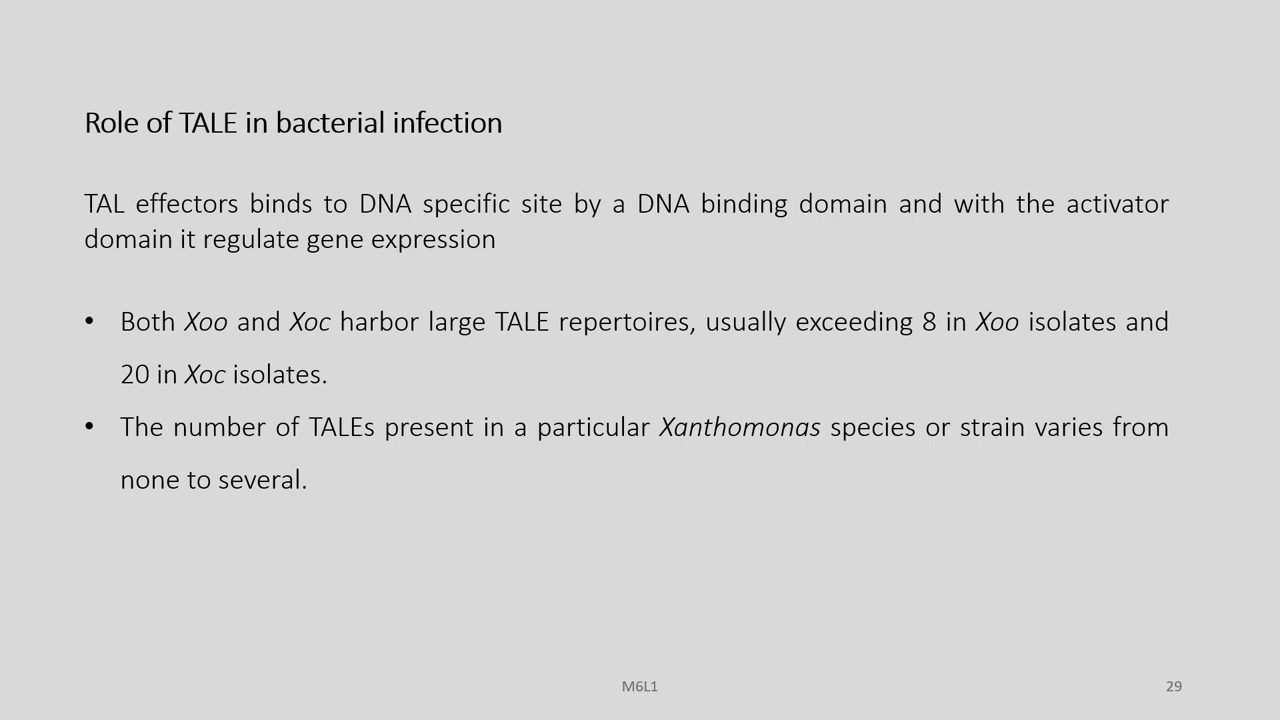 Role of TALE in bacterial infection
TAL effectors binds to DNA specific site by a DNA binding domain and with the activator
domain it regulate gene expression
• Both Xoo and Xoc harbor large TALE repertoires, usually exceeding 8 in Xoo isolates and
20 in Xoc isolates.
• The number of TALEs present in a particular Xanthomonas species or strain varies from
none to several.
M6L1
29